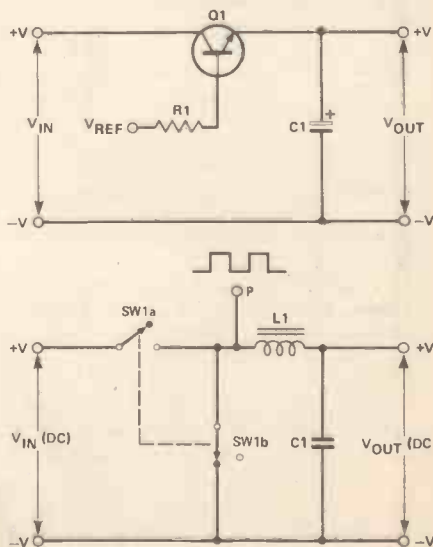 Q1
+V
+V
R1
+
VIN
VREF
C1
VOUT
−V
−V
P
SW1a
L1
+V
+V
VIN (DC)
SW1b
C1
VOUT (DC
−V
−V